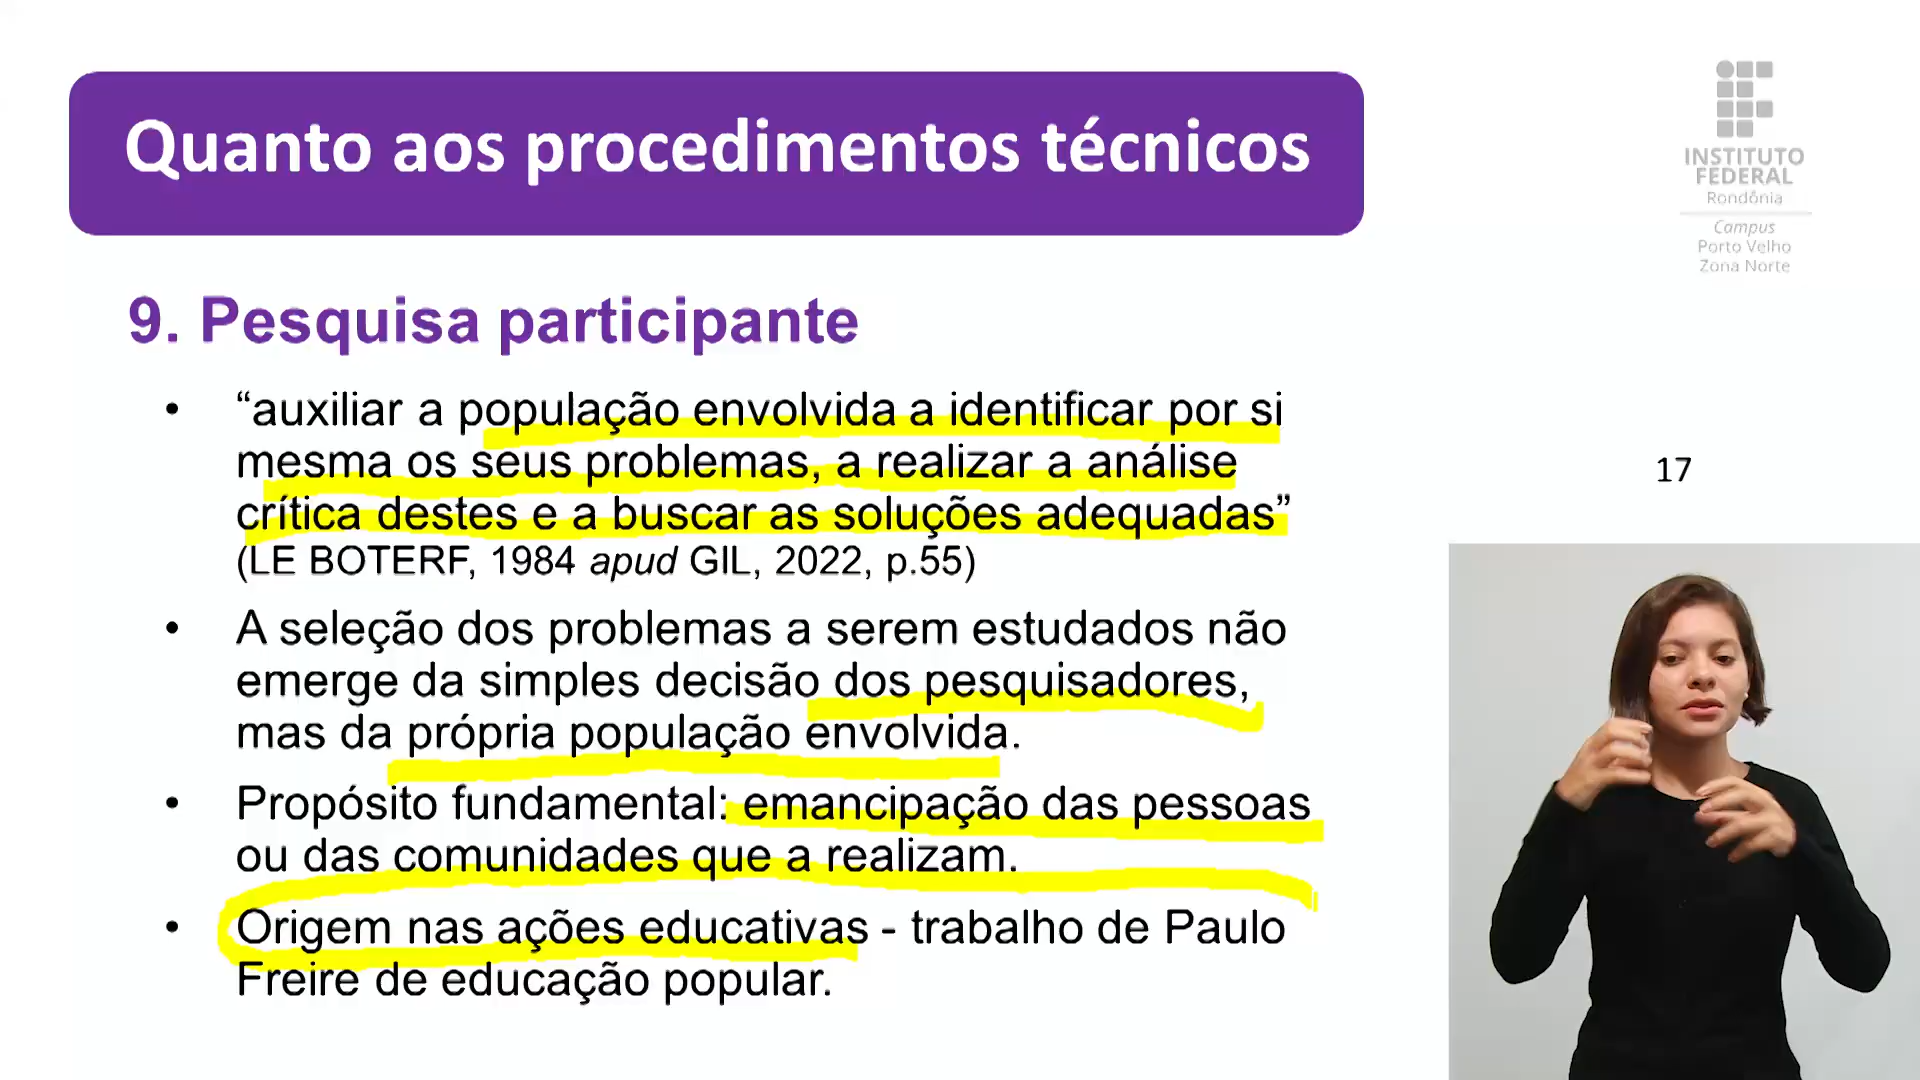 Quanto aos procedimentos técnicos
INSTITUTO
FEDERAL
Rondônia
Campus
Porto Velho
Zona Norte
9. Pesquisa participante
• “auxiliar a população envolvida a identificar por si
mesma os seus problemas, a realizar a análise
crítica destes e a buscar as soluções adequadas”
(LE BOTERF, 1984 apud GIL, 2022, p.55)
• A seleção dos problemas a serem estudados não
emerge da simples decisão dos pesquisadores,
mas da própria população envolvida.
• Propósito fundamental: emancipação das pessoas
ou das comunidades que a realizam.
• Origem nas ações educativas - trabalho de Paulo
Freire de educação popular.
17